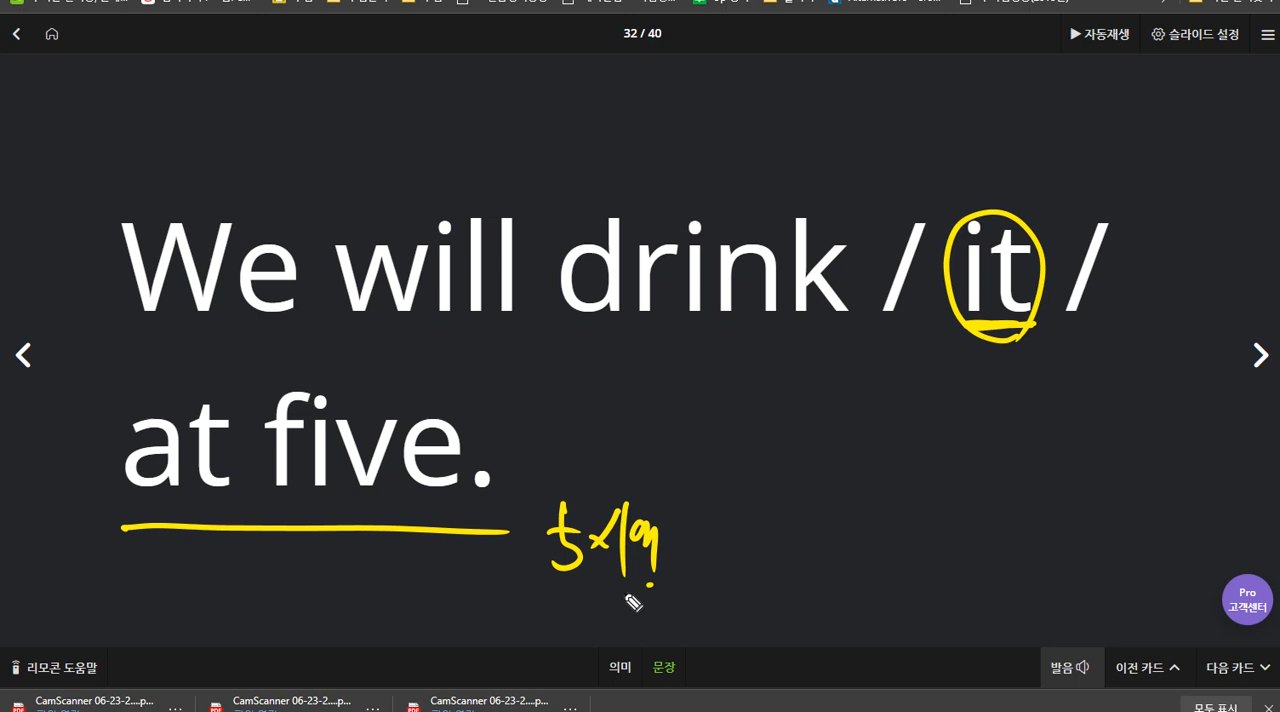 32 / 40
자동재생
슬라이드 설정
We will drink / it /
at five.
5시에
Pro
고객센터
리모콘 도움말
의미
문장
발음
이전 카드
다음 카드
CamScanner 06-23-2....p...
CamScanner 06-23-2....p...
CamScanner 06-23-2....p...
모두 표시